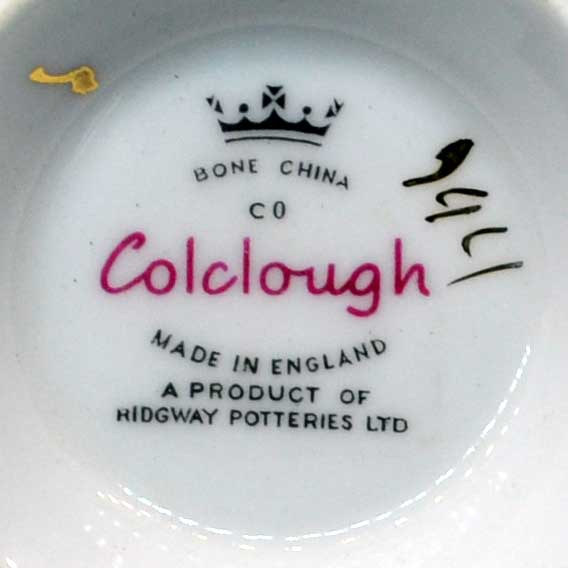 BONE CHINA
CO
Colclough
MADE IN ENGLAND
A PRODUCT OF
RIDGWAY POTTERIES LTD